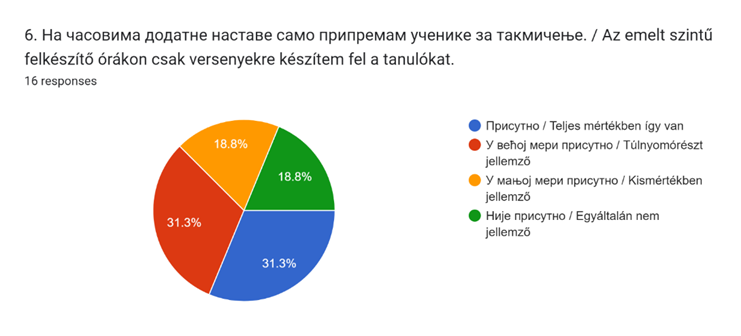 6. На часовима додатне наставе само припремам ученике за такмичење. / Az emelt szintű
felkészítő órákon csak versenyekre készítem fel a tanulókat.
16 responses
18.8%
18.8%
31.3%
31.3%
Присутно / Teljes mértékben így van
У већој мери присутно / Túlnyomórészt
jellemző
У мањој мери присутно / Kismértékben
jellemző
Није присутно / Egyáltalán nem
jellemző